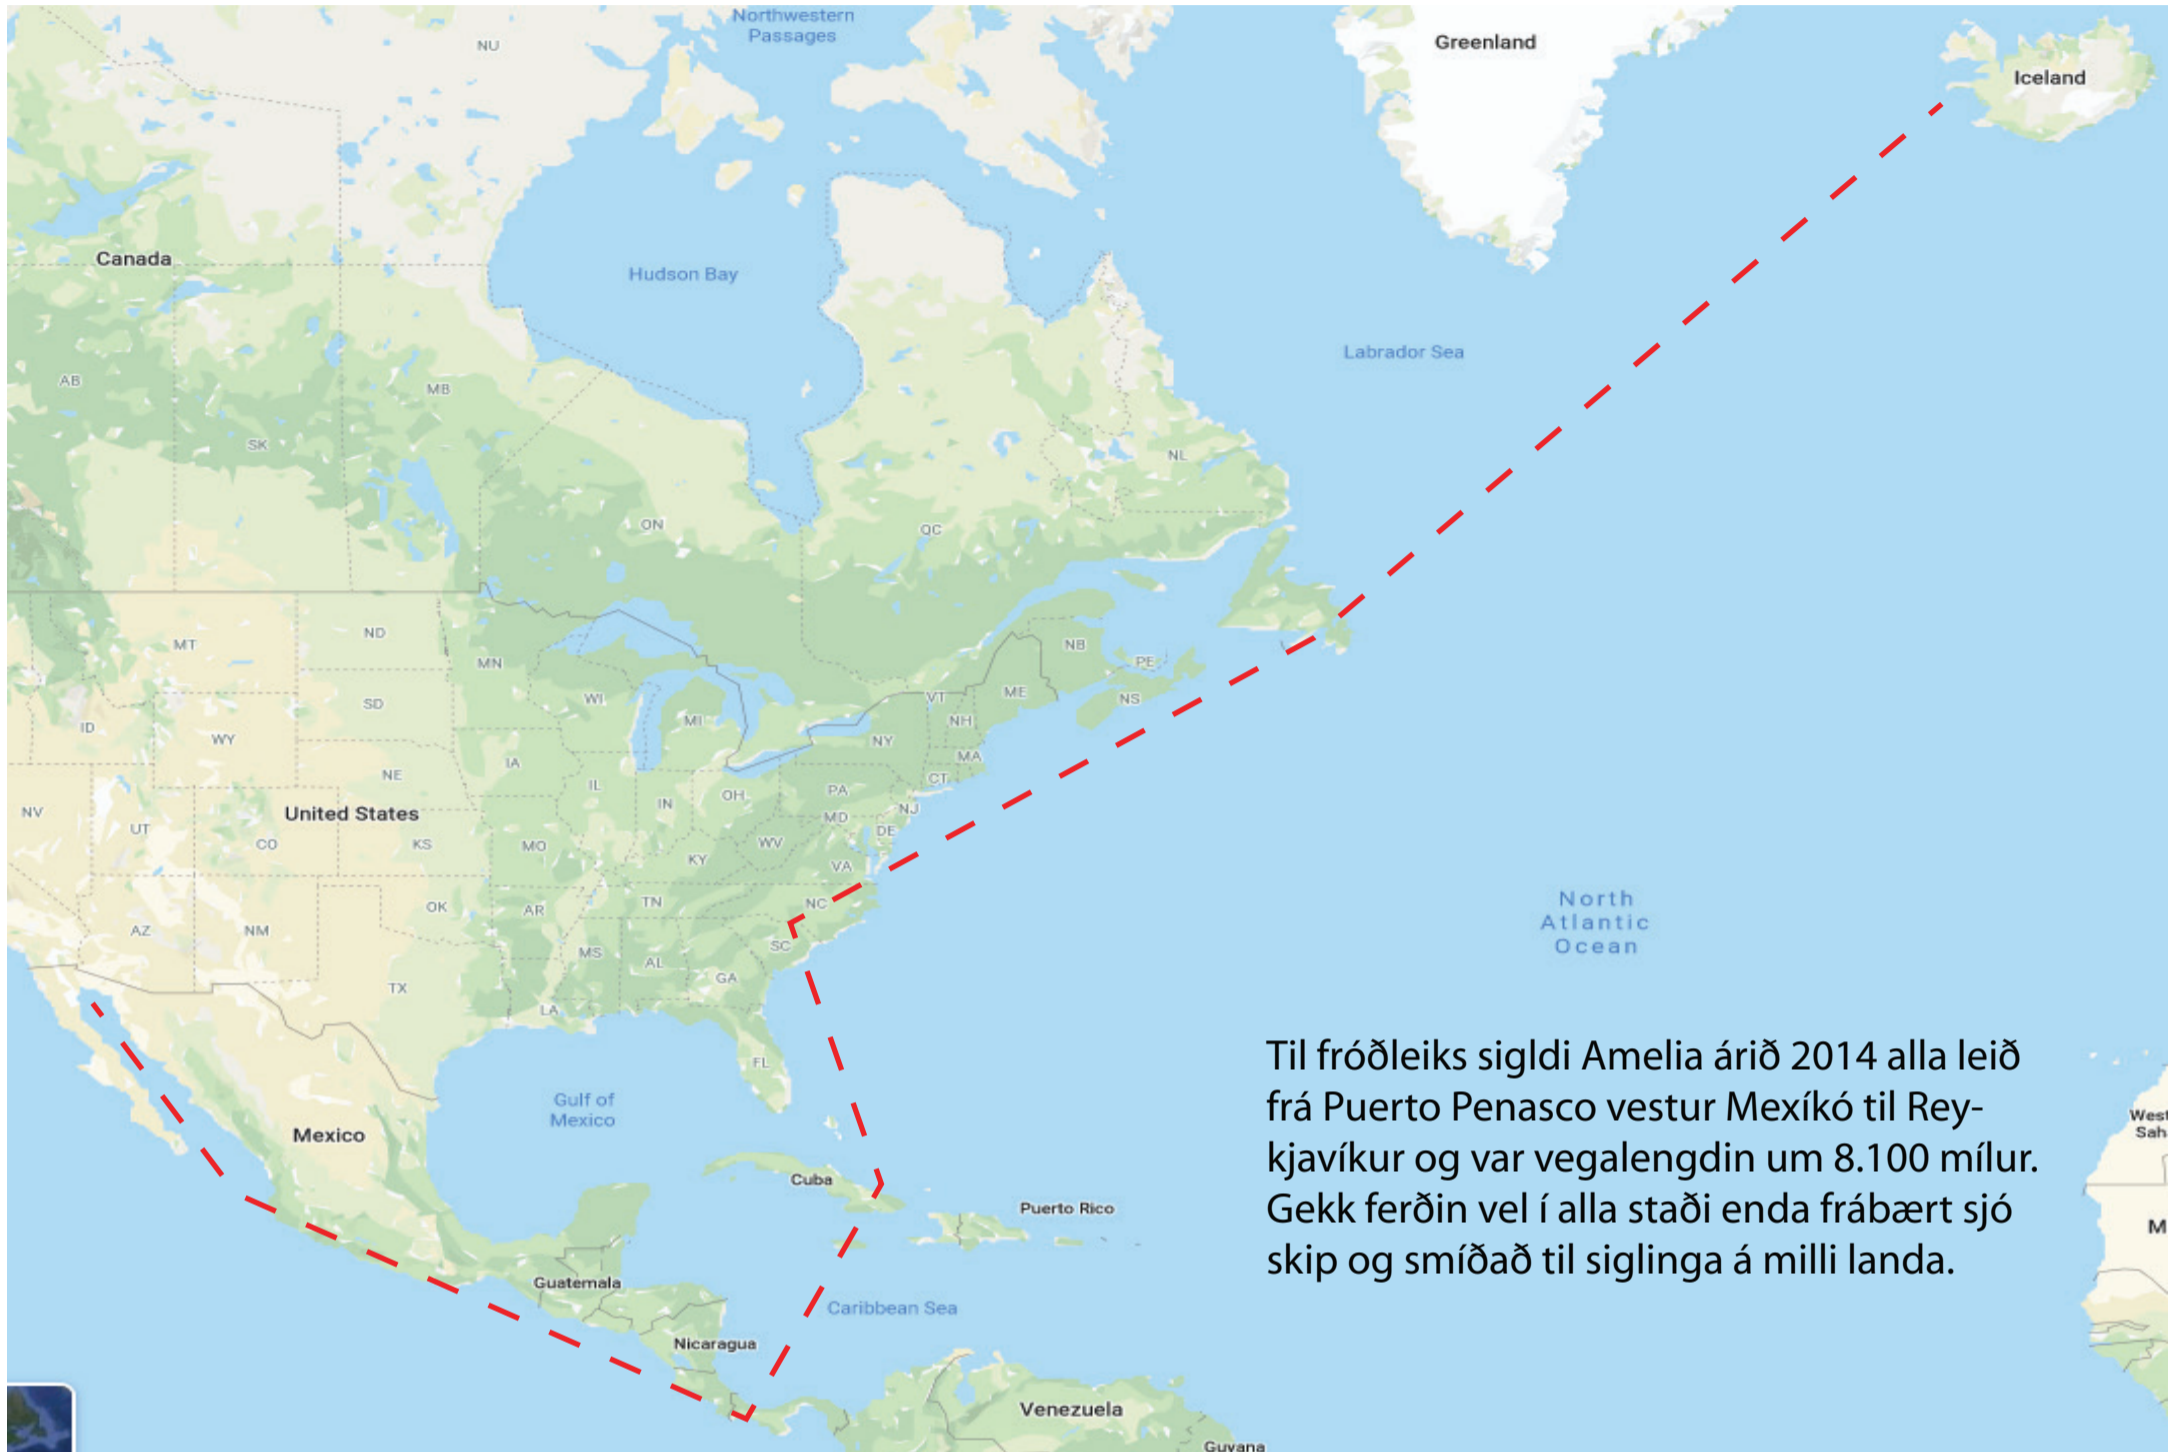 Northwestern
Passages
NU
Greenland
Iceland
Canada
Hudson Bay
Labrador Sea
AB
MB
SK
NL
ON
QC
MT
ND
MN
NB
PE
ID
SD
WI
MI
VT
ME
NS
WY
NH
NY
MA
NE
IA
CT
NV
IL
IN
OH
PA
NJ
United States
UT
MD
DE
CO
KS
MO
WV
KY
VA
OK
AR
TN
NC
North
Atlantic
Ocean
AZ
NM
MS
AL
SC
GA
TX
LA
FL
Gulf of
Mexico
Mexico
Cuba
Puerto Rico
Guatemala
Caribbean Sea
Nicaragua
Venezuela
Guyana
West
Sah
M
Til fróðleiks sigldi Amelia árið 2014 alla leið
frá Puerto Penasco vestur Mexíkó til Rey-
kjavíkur og var vegalengdin um 8.100 mílur.
Gekk ferðin vel í alla staði enda frábært sjó
skip og smíðað til siglinga á milli landa.